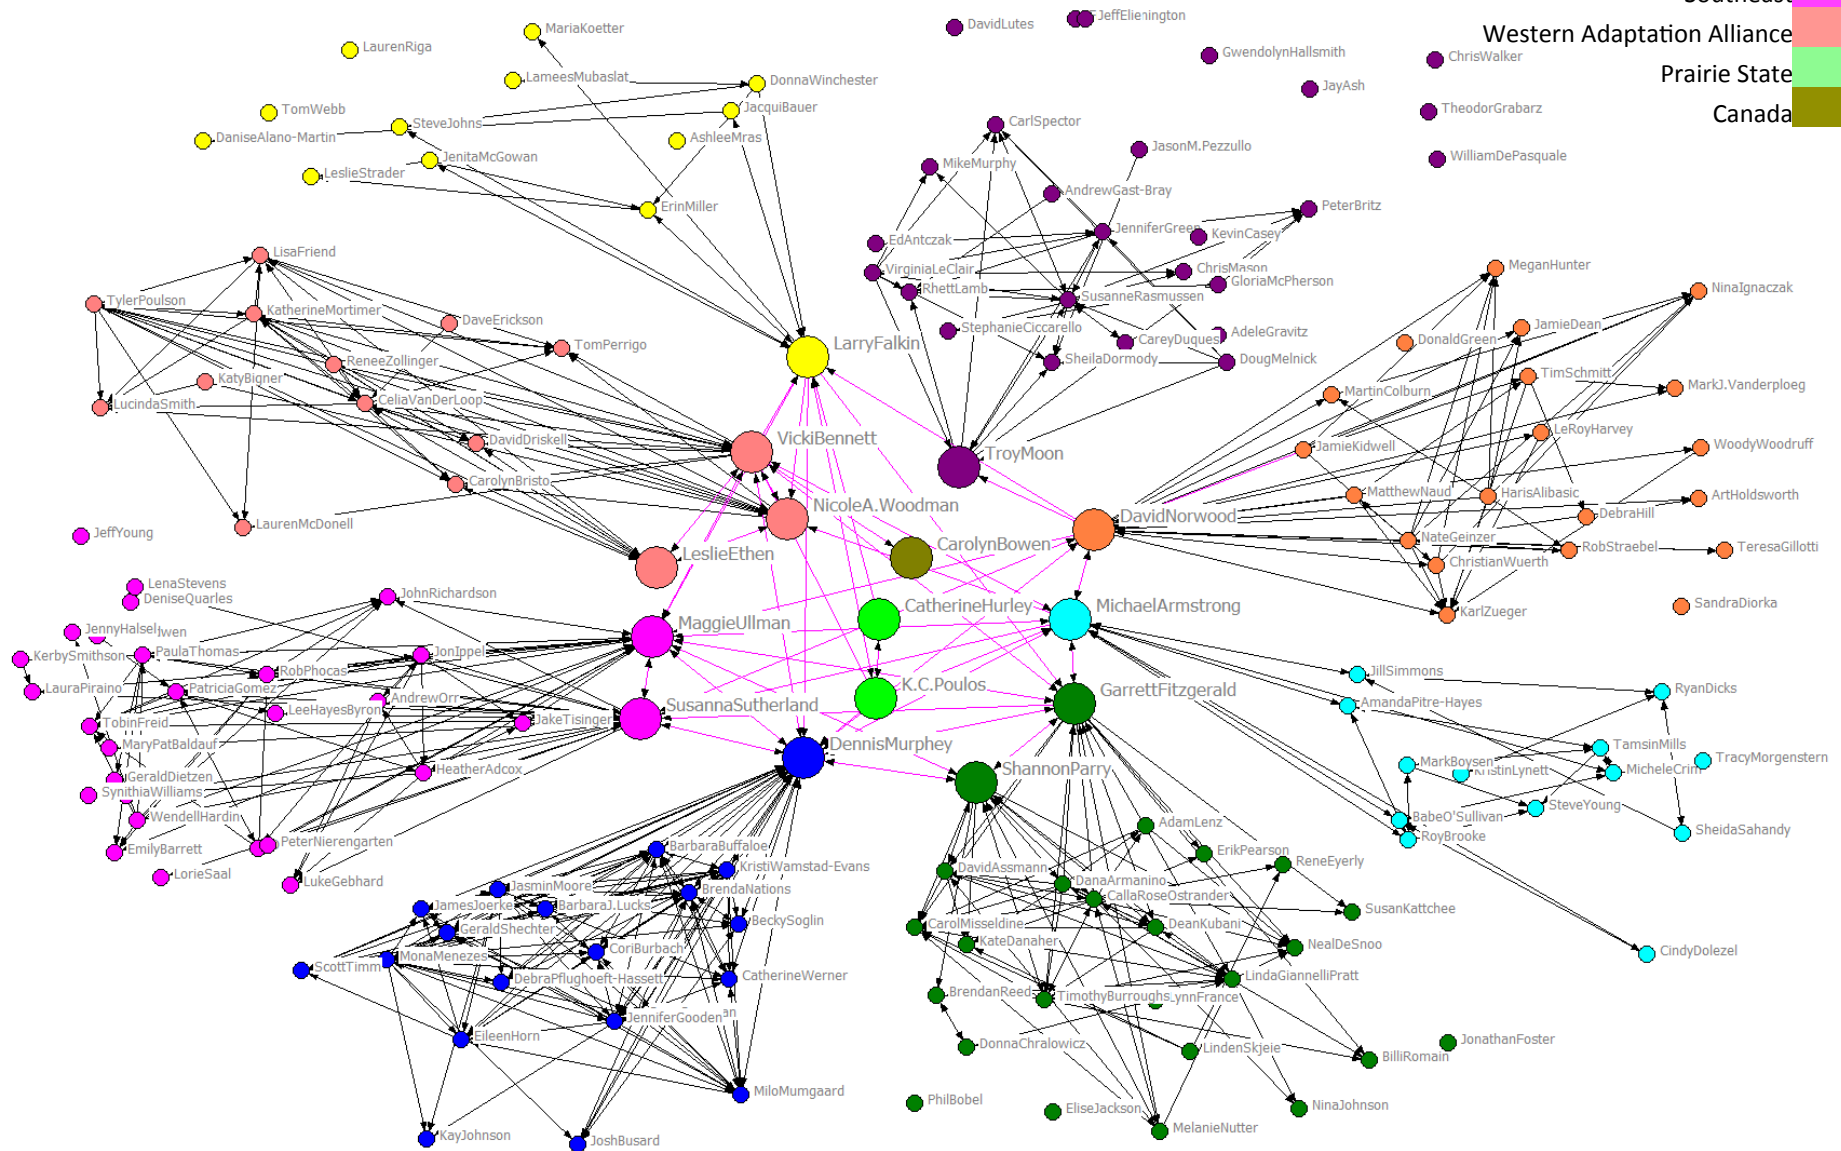 Southeast
Western Adaptation Alliance
Prairie State
Canada
MariaKoetter
LaurenRiga
LameesMubaslat
DonnaWinchester
JacquiBauer
TomWebb
SteveJohns
DaniseAlano-Martin
AshleeMras
JenitaMcGowan
LeslieStrader
ErinMiller
DavidLutes
JeffElienington
GwendolynHallsmith
JayAsh
ChrisWalker
TheodorGrabarz
WilliamDePasquale
CarlSpector
JasonM.Pezzullo
MikeMurphy
AndrewGast-Bray
PeterBritz
JenniferGreen
KevinCasey
EdAntczak
VirginiaLeClair
ChrisMason
GloriaMcPherson
RhettLamb
SusanneRasmussen
StephanieCiccarello
CareyDuques
AdeleGravitz
SheilaDormody
DougMelnick
LisaFriend
TylerPoulson
KatherineMortimer
DaveErickson
TomPerrigo
ReneeZollinger
KatyBigner
LucindaSmith
CeliaVanDerLoop
DavidDriskell
CarolynBristo
LaurenMcDonell
LarryFalkin
VickiBennett
TroyMoon
NicoleA.Woodman
DavidNorwood
CarolynBowen
LeslieEthen
CatherineHurley
MichaelArmstrong
MaggieUllman
K.C.Poulos
GarrettFitzgerald
SusannaSutherland
DennisMurphey
ShannonParry
MeganHunter
NinaIgnaczak
JamieDean
DonaldGreen
TimSchmitt
MarkJ.Vanderploeg
MartinColburn
LeRoyHarvey
JamieKidwell
WoodyWoodruff
MatthewNaud
HarisAlibasic
ArtHoldsworth
DebraHill
NateGeinzer
RobStraebel
TeresaGillotti
ChristianWuerth
SandraDiorka
KarlZueger
JeffYoung
LenaStevens
DeniseQuarles
JohnRichardson
JennyHalsel
PaulaThomas
JonIppel
KerbySmithson
RobPhocas
LauraPiraino
PatriciaGomez
AndrewOrr
LeeHayesByron
TobinFreid
JakeTisinger
MaryPatBaldauf
HeatherAdcox
GeraldDietzen
SynithiaWilliams
WendellHardin
EmilyBarrett
PeterNierengarten
LorieSaal
LukeGebhard
JillSimmons
RyanDicks
AmandaPitre-Hayes
TamsinMills
MarkBoysen
KristinLynett
MicheleCrim
TracyMorgenstern
SteveYoung
BabeO'Sullivan
RoyBrooke
SheidaSahandy
CindyDolezel
BarbaraBuffaloe
KristiWamstad-Evans
JasminMoore
BrendaNations
JamesJoerke
BarbaraJ.Lucks
BeckySoglin
GeraldShechter
CoriBurbach
MonaMenezes
ScottTimm
DebraPflughoeft-Hassett
CatherineWerner
JenniferGooden
EileenHorn
MiloMumgaard
KayJohnson
JoshBusard
AdamLenz
ErikPearson
ReneEyerly
DavidAssmann
DanaArmanino
CallaRoseOstrander
SusanKattchee
CarolMisseldine
DeanKubani
KateDanaher
NealDeSnoo
LindaGiannelliPratt
BrendanReed
TimothyBurroughs
LynnFrance
DonnaChralowicz
LindenSkjeie
BilliRomain
JonathanFoster
PhilBobel
EliseJackson
NinaJohnson
MelanieNutter